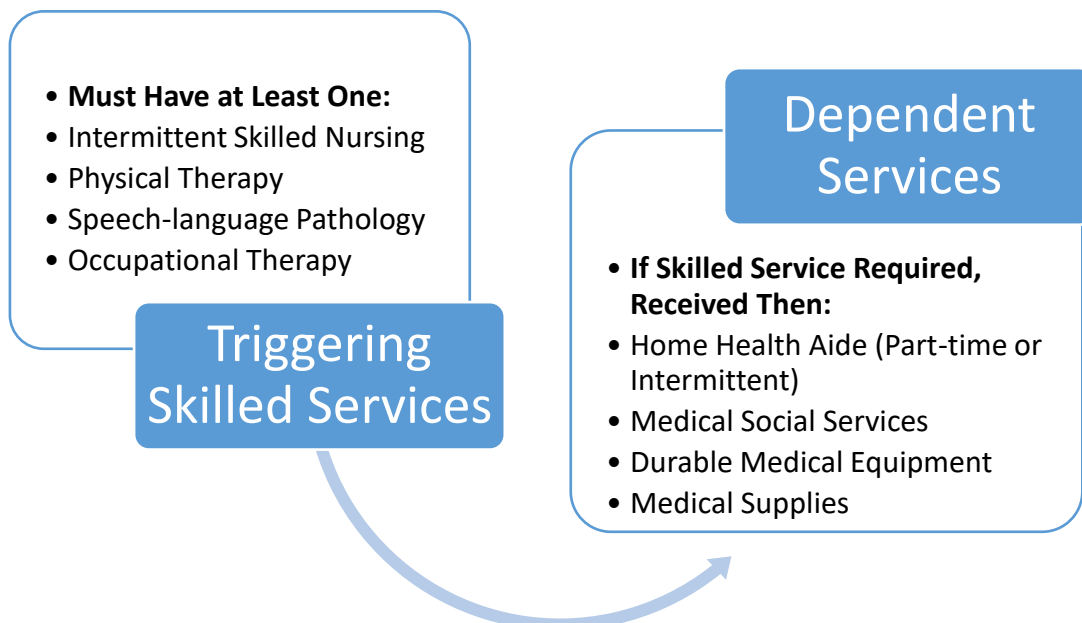 • Must Have at Least One:
• Intermittent Skilled Nursing
• Physical Therapy
• Speech-language Pathology
• Occupational Therapy
Triggering
Skilled Services
Dependent
Services
• If Skilled Service Required,
Received Then:
• Home Health Aide (Part-time or
Intermittent)
• Medical Social Services
• Durable Medical Equipment
• Medical Supplies